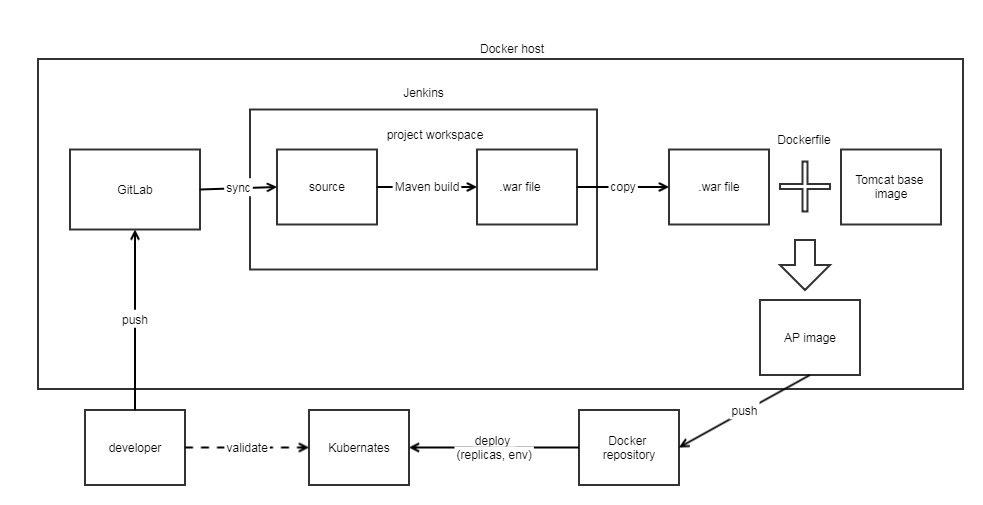 Docker host
Jenkins
project workspace
Dockerfile
GitLab
sync
source
Maven build
.war file
copy
.war file
Tomcat base
image
push
AP image
push
developer
validate
Kubernates
deploy
(replicas, env)
Docker
repository